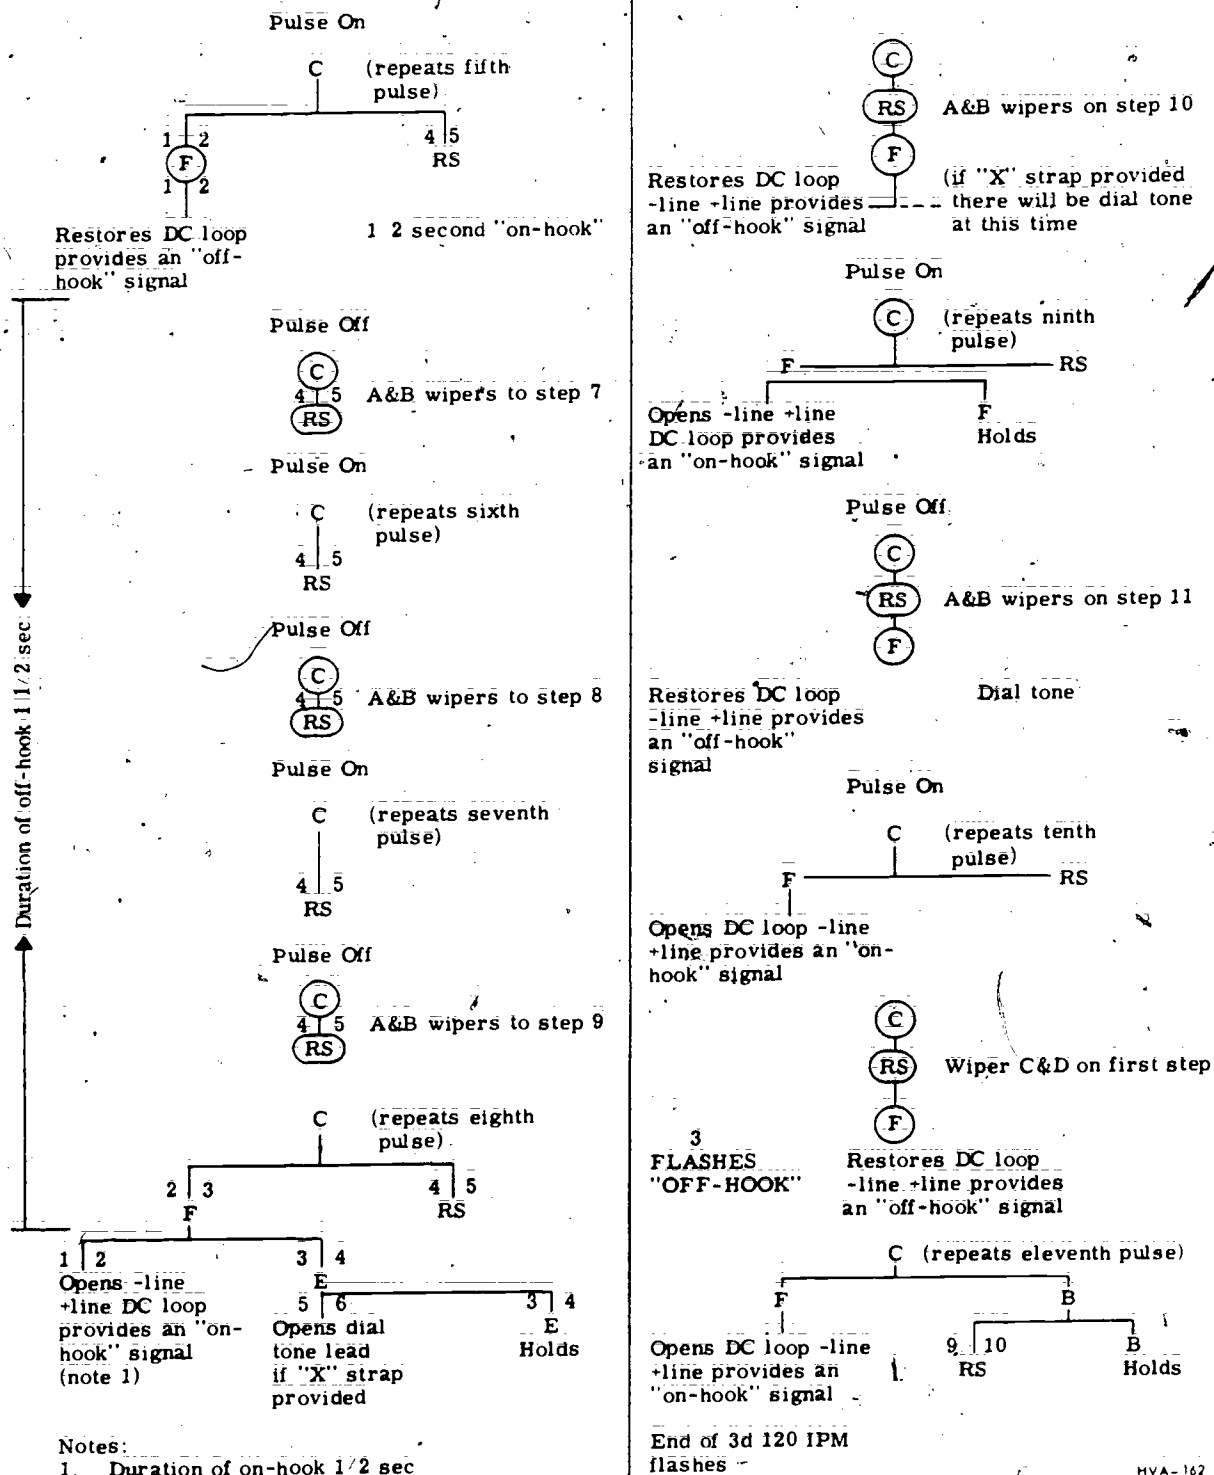 Pulse On
C (repeats fifth
pulse)
1 2
4 5
F
RS
1 2
Restores DC loop
provides an "off-
hook" signal
1 2 second "on-hook"
Duration of off-hook 1 1/2 sec
Pulse Off
C
4 5 A&B wipers to step 7
RS
Pulse On
C (repeats sixth
pulse)
4 5
RS
Pulse Off
C
4 5 A&B wipers to step 8
RS
Pulse On
C (repeats seventh
pulse)
4 5
RS
Pulse Off
C
4 5 A&B wipers to step 9
RS
C (repeats eighth
pulse)
2 3
4 5
F
RS
1 2
3 4
Opens -line
+line DC loop
provides an "on-
hook" signal
(note 1)
E
5 6
3 4
Opens dial
tone lead
if "X" strap
provided
E
Holds
Notes:
1. Duration of on-hook 1/2 sec
C
RS A&B wipers on step 10
F
Restores DC loop
-line +line provides
an "off-hook" signal
(if "X" strap provided
there will be dial tone
at this time
Pulse On
C (repeats ninth
pulse)
F RS
Opens -line +line
DC loop provides
an "on-hook" signal
F
Holds
Pulse Off
C
RS A&B wipers on step 11
F
Restores DC loop
-line +line provides
an "off-hook"
signal
Dial tone
Pulse On
C (repeats tenth
pulse)
F RS
Opens DC loop -line
+line provides an "on-
hook" signal
C
RS Wiper C&D on first step
F
3
FLASHES
"OFF-HOOK"
Restores DC loop
-line +line provides
an "off-hook" signal
C (repeats eleventh pulse)
F B
9 10
RS
B
Holds
Opens DC loop -line
+line provides an
"on-hook" signal
End of 3d 120 IPM
flashes
HVA-162